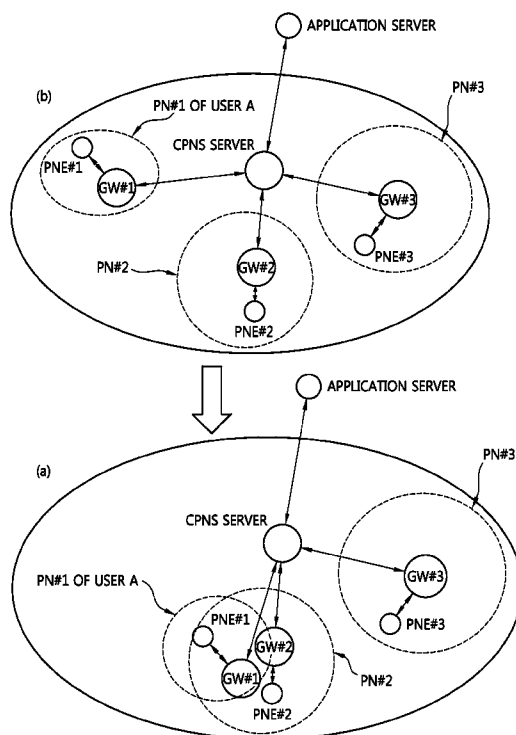 APPLICATION SERVER
(b)
PN#3
PN#1 OF USER A
CPNS SERVER
PNE#1
GW#1
GW#3
PNE#3
PN#2
GW#2
PNE#2
APPLICATION SERVER
(a)
PN#3
CPNS SERVER
GW#3
PN#1 OF USER A
PNE#1
PNE#3
GW#2
GW#1
PN#2
PNE#2